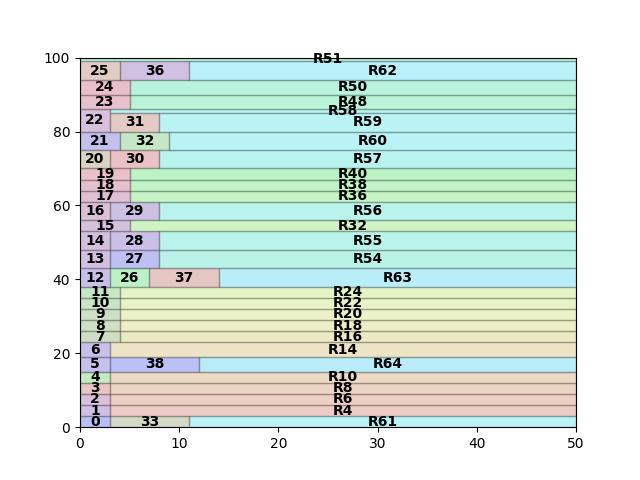 R51
100
25 36 R62
24 R50
23 R48
R58
22 31 R59
80
21 32 R60
20 30 R57
19 R40
18 R38
17 R36
60
16 29 R56
15 R32
14 28 R55
13 27 R54
40
12 26 37 R63
11 R24
10 R22
9 R20
8 R18
7 R16
20
6 R14
5 38 R64
4 R10
3 R8
2 R6
1 R4
0 33 R61
0
0 10 20 30 40 50